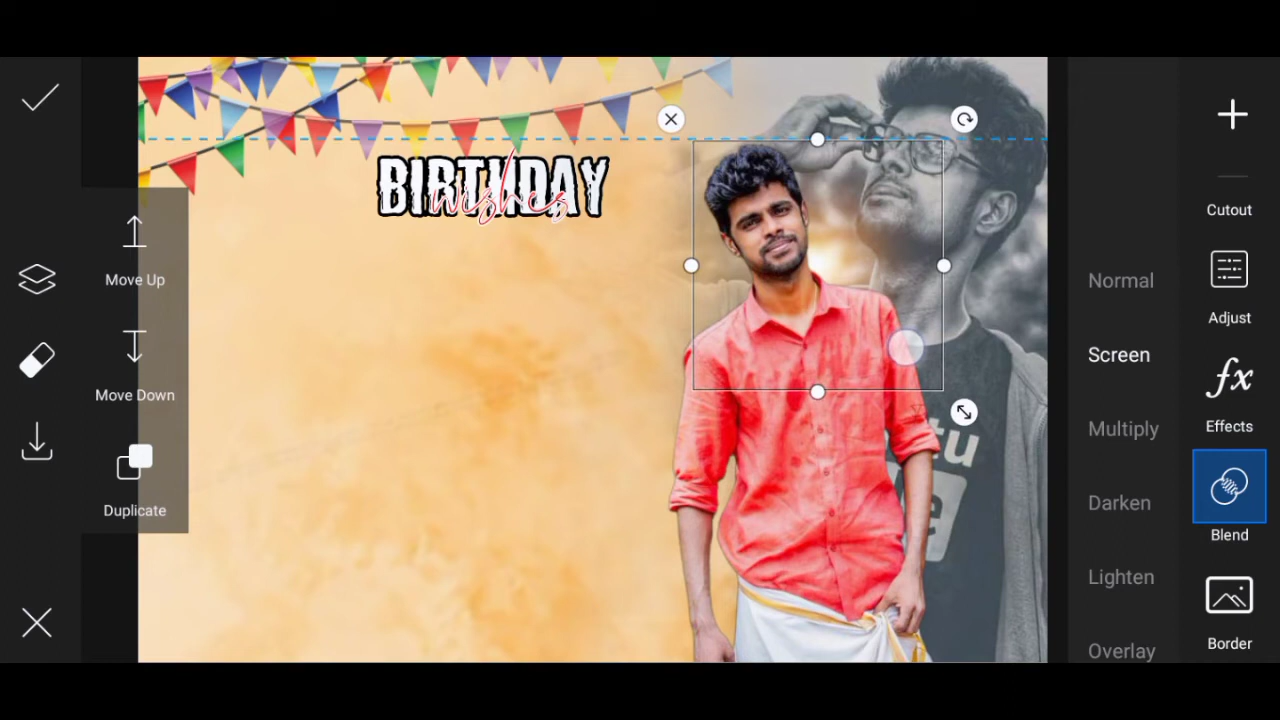 BIRTHDAY
wishes
Move Up
Move Down
Duplicate
tu
Normal
Screen
Multiply
Darken
Lighten
Overlay
Cutout
Adjust
fx
Effects
Blend
Border